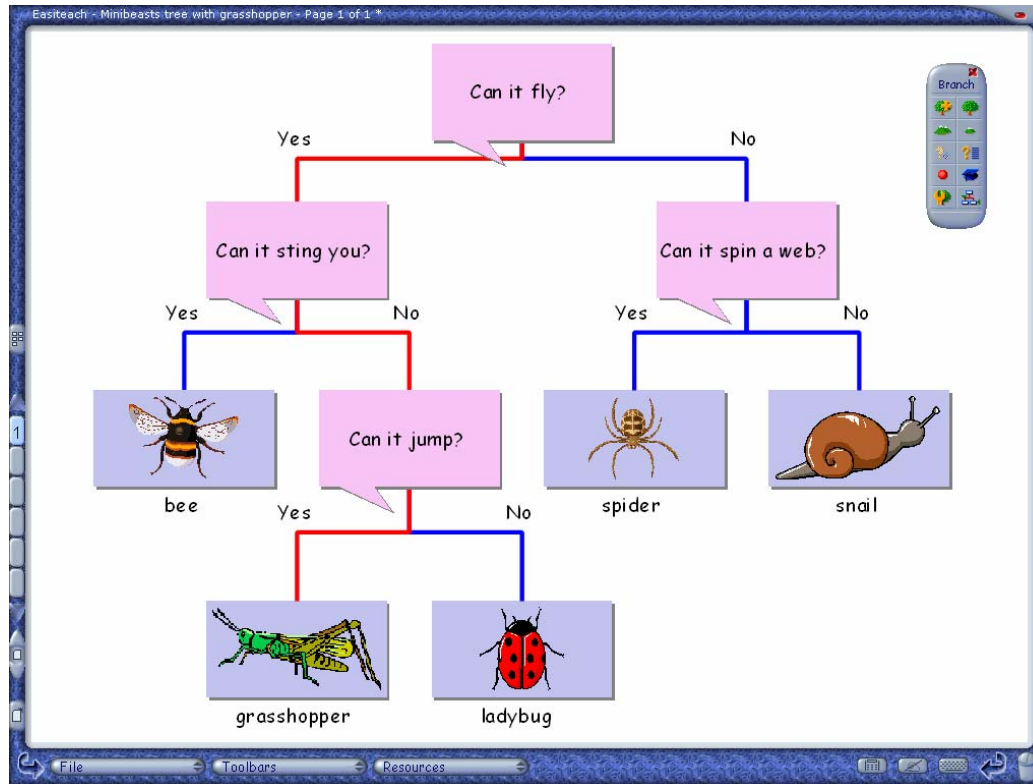 Easiteach - Minibeasts tree with grasshopper - Page 1 of 1 *
Can it fly?
Branch
Yes
No
Can it sting you?
Can it spin a web?
Yes
No
Yes
No
1
Can it jump?
bee
spider
snail
Yes
No
grasshopper
ladybug
File
Toolbars
Resources